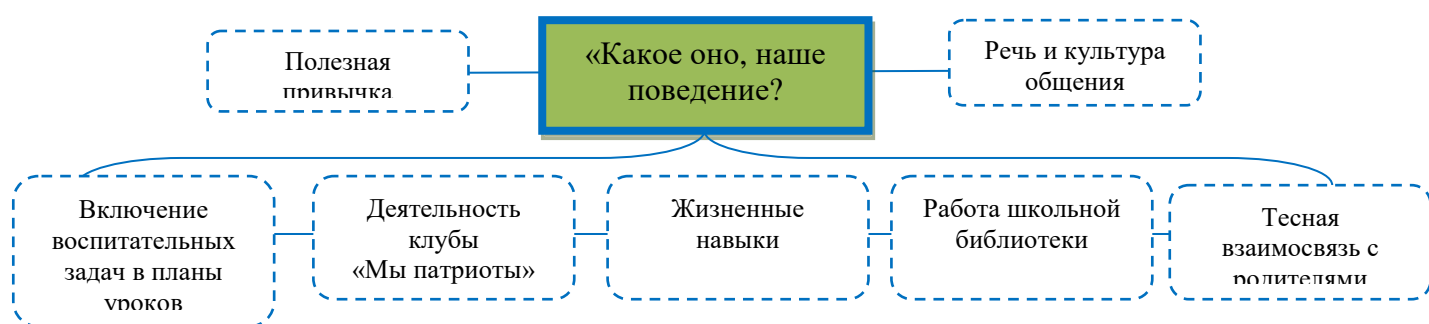 Полезная
привычка
«Какое оно, наше
поведение?
Речь и культура
общения
Включение
воспитательных
задач в планы
уроков
Деятельность
клубы
«Мы патриоты»
Жизненные
навыки
Работа школьной
библиотеки
Тесная
взаимосвязь с
родителями